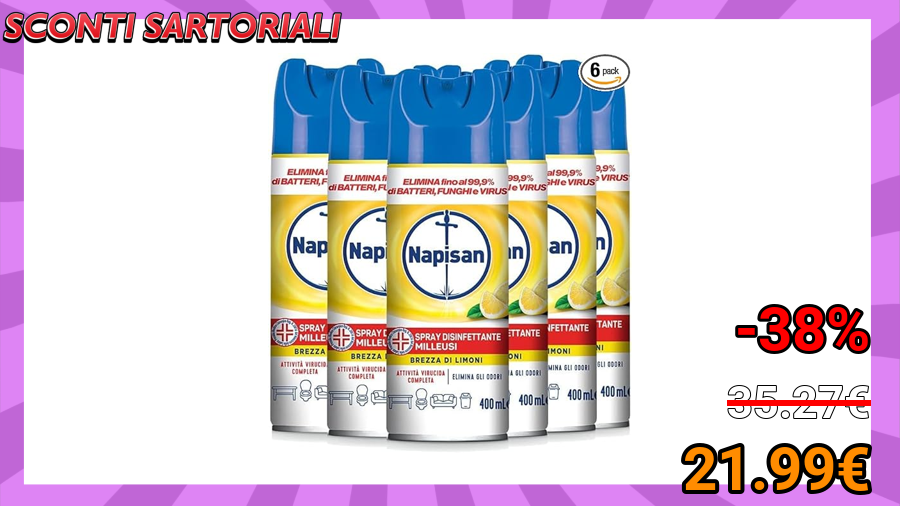 SCONTI SARTORIALI
6 pack
ELIMINA fino al 99,9%
di BATTERI, FUNGHI e VIRUS
Napisan
SPRAY DISINFETTANTE
MILLEUSI
BREZZA DI LIMONI
ATTIVITÀ VIRUCIDA
COMPLETA
ELIMINA GLI ODORI
400 mL
-38%
35.27€
21.99€